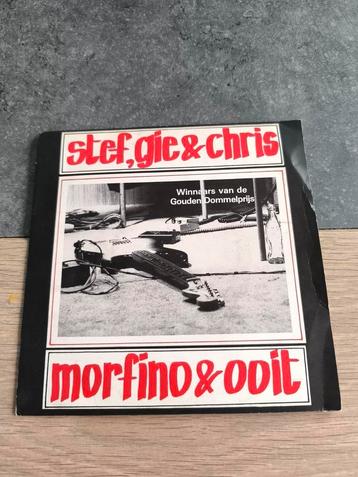 stef, gie & chris
Winnaars van de
Gouden Dommelprijs
morfino & ooit